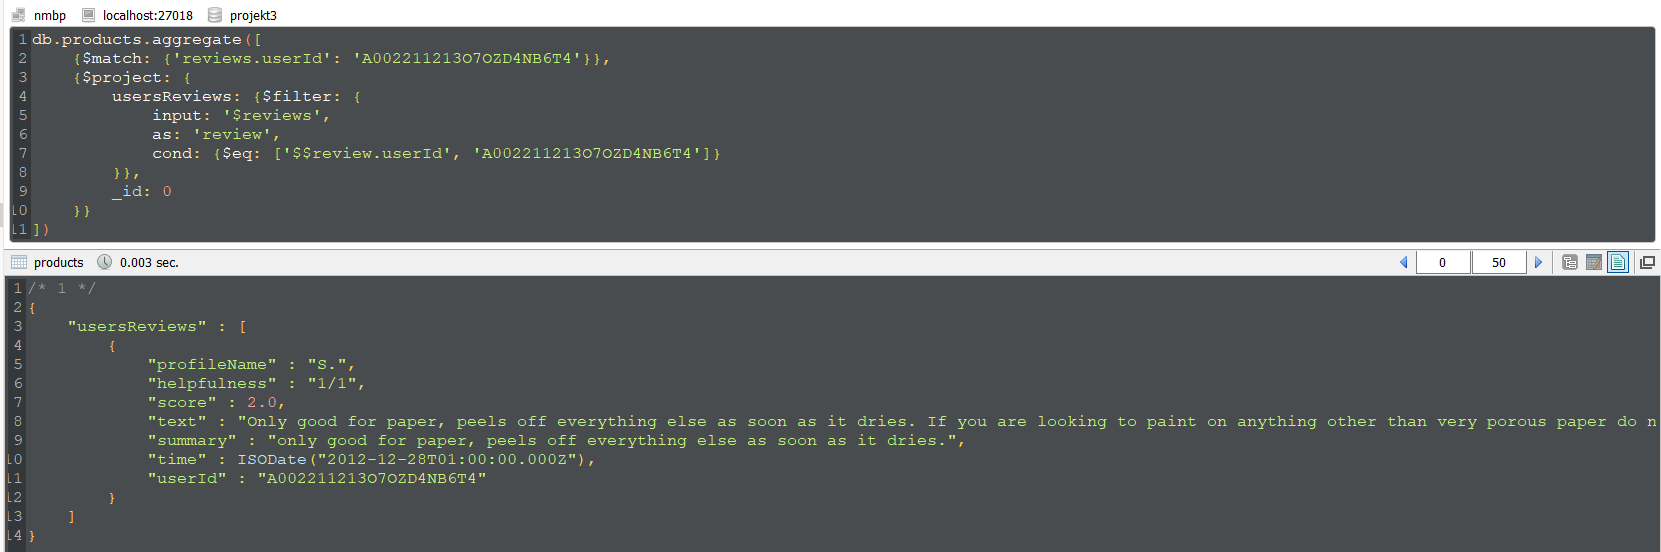 nmbp localhost:27018 projekt3
1 db.products.aggregate([
2     {$match: {'reviews.userId': 'A002211213O7OZD4NB6T4'}},
3     {$project: {
4         usersReviews: {$filter: {
5             input: '$reviews',
6             as: 'review',
7             cond: {$eq: ['$$review.userId', 'A002211213O7OZD4NB6T4']}
8         }},
9         _id: 0
10     }}
11 ])
products 0.003 sec. 0 50
1 /* 1 */
2 {
3     "usersReviews" : [
4         {
5             "profileName" : "S.",
6             "helpfulness" : "1/1",
7             "score" : 2.0,
8             "text" : "Only good for paper, peels off everything else as soon as it dries. If you are looking to paint on anything other than very porous paper do n
9             "summary" : "only good for paper, peels off everything else as soon as it dries.",
10             "time" : ISODate("2012-12-28T01:00:00.000Z"),
11             "userId" : "A002211213O7OZD4NB6T4"
12         }
13     ]
14 }